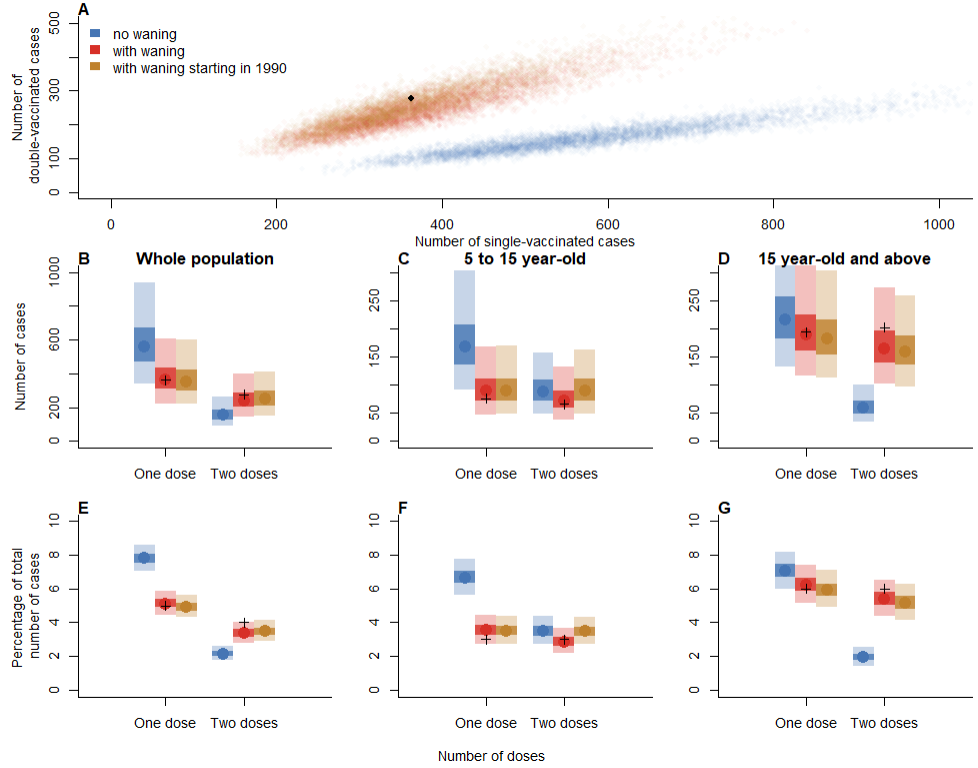 A
Number of
double-vaccinated cases
500
300
100
0
no waning
with waning
with waning starting in 1990
0 200 400 600 800 1000
Number of single-vaccinated cases
B Whole population
C 5 to 15 year-old
D 15 year-old and above
Number of cases
1000
600
200
0
One dose Two doses
250
150
50
0
One dose Two doses
250
150
50
0
One dose Two doses
E
F
G
Percentage of total
number of cases
10
8
6
4
2
0
One dose Two doses
10
8
6
4
2
0
One dose Two doses
10
8
6
4
2
0
One dose Two doses
Number of doses